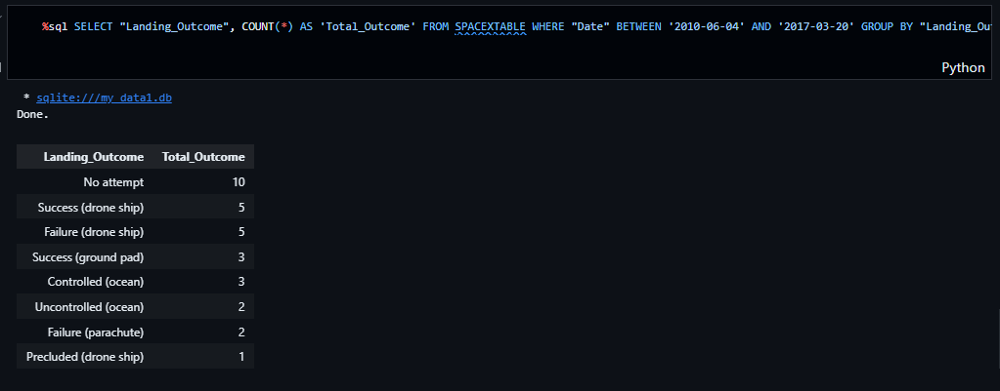 %sql SELECT "Landing_Outcome", COUNT(*) AS 'Total_Outcome' FROM SPACEXTABLE WHERE "Date" BETWEEN '2010-06-04' AND '2017-03-20' GROUP BY "Landing_Ou
Python
* sqlite:///my_data1.db
Done.
Landing_Outcome Total_Outcome
No attempt 10
Success (drone ship) 5
Failure (drone ship) 5
Success (ground pad) 3
Controlled (ocean) 3
Uncontrolled (ocean) 2
Failure (parachute) 2
Precluded (drone ship) 1